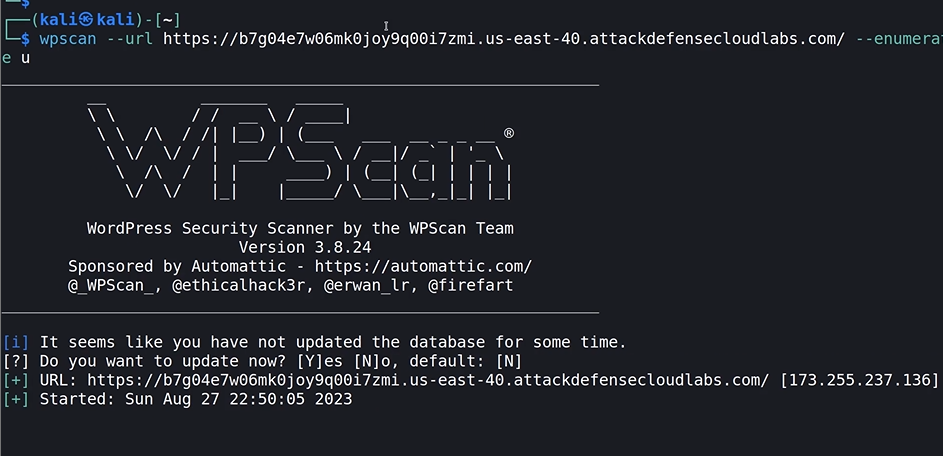 └─$
┌──(kali㉿kali)-[~]
└─$ wpscan --url https://b7g04e7w06mk0joy9q00i7zmi.us-east-40.attackdefensecloudlabs.com/ --enumerat
e u
WPScan ®
WordPress Security Scanner by the WPScan Team
Version 3.8.24
Sponsored by Automattic - https://automattic.com/
@_WPScan_, @ethicalhack3r, @erwan_lr, @firefart
[i] It seems like you have not updated the database for some time.
[?] Do you want to update now? [Y]es [N]o, default: [N]
[+] URL: https://b7g04e7w06mk0joy9q00i7zmi.us-east-40.attackdefensecloudlabs.com/ [173.255.237.136]
[+] Started: Sun Aug 27 22:50:05 2023